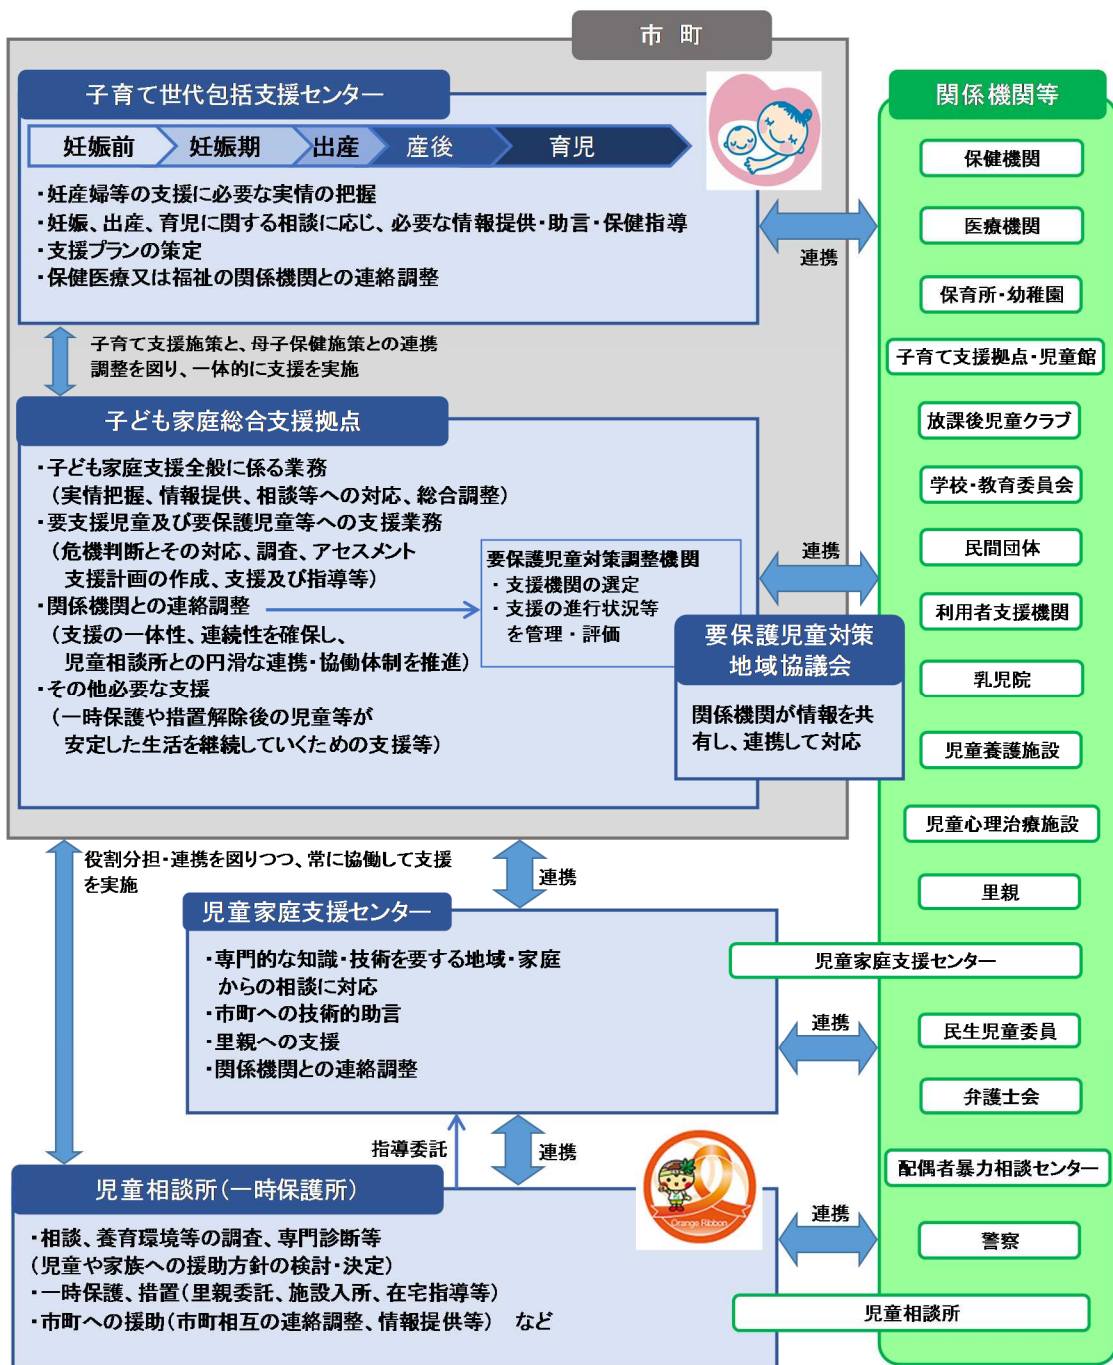 市 町
子育て世代包括支援センター
妊娠前
妊娠期
出産
産後
育児
・妊産婦等の支援に必要な実情の把握
・妊娠、出産、育児に関する相談に応じ、必要な情報提供・助言・保健指導
・支援プランの策定
・保健医療又は福祉の関係機関との連絡調整
連携
子育て支援施策と、母子保健施策との連携
調整を図り、一体的に支援を実施
子ども家庭総合支援拠点
・子ども家庭支援全般に係る業務
(実情把握、情報提供、相談等への対応、総合調整)
・要支援児童及び要保護児童等への支援業務
(危機判断とその対応、調査、アセスメント
支援計画の作成、支援及び指導等)
・関係機関との連絡調整
(支援の一体性、連続性を確保し、
児童相談所との円滑な連携・協働体制を推進)
・その他必要な支援
(一時保護や措置解除後の児童等が
安定した生活を継続していくための支援等)
要保護児童対策調整機関
・支援機関の選定
・支援の進行状況等
を管理・評価
連携
要保護児童対策
地域協議会
関係機関が情報を共
有し、連携して対応
役割分担・連携を図りつつ、常に協働して支援
を実施
連携
児童家庭支援センター
・専門的な知識・技術を要する地域・家庭
からの相談に対応
・市町への技術的助言
・里親への支援
・関係機関との連絡調整
連携
指導委託
連携
児童相談所(一時保護所)
Orange Ribbon
・相談、養育環境等の調査、専門診断等
(児童や家族への援助方針の検討・決定)
・一時保護、措置(里親委託、施設入所、在宅指導等)
・市町への援助(市町相互の連絡調整、情報提供等) など
連携
関係機関等
保健機関
医療機関
保育所・幼稚園
子育て支援拠点・児童館
放課後児童クラブ
学校・教育委員会
民間団体
利用者支援機関
乳児院
児童養護施設
児童心理治療施設
里親
児童家庭支援センター
民生児童委員
弁護士会
配偶者暴力相談センター
警察
児童相談所